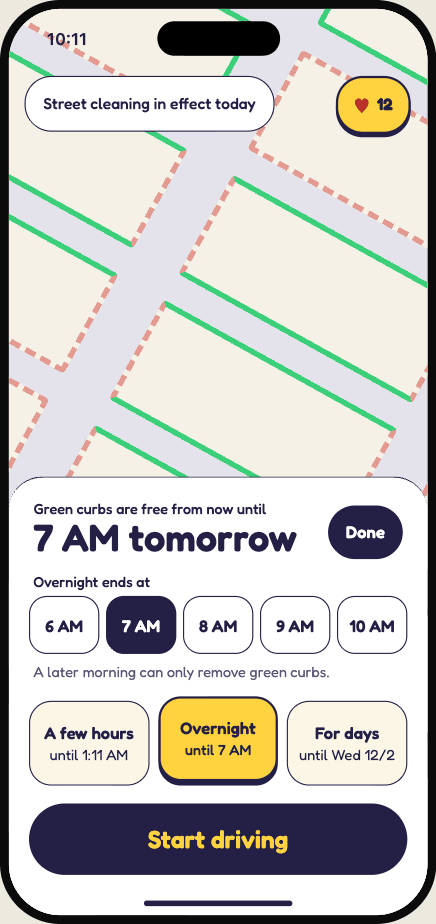 10:11
Street cleaning in effect today
12
Green curbs are free from now until
7 AM tomorrow
Done
Overnight ends at
6 AM
7 AM
8 AM
9 AM
10 AM
A later morning can only remove green curbs.
A few hours
until 1:11 AM
Overnight
until 7 AM
For days
until Wed 12/2
Start driving